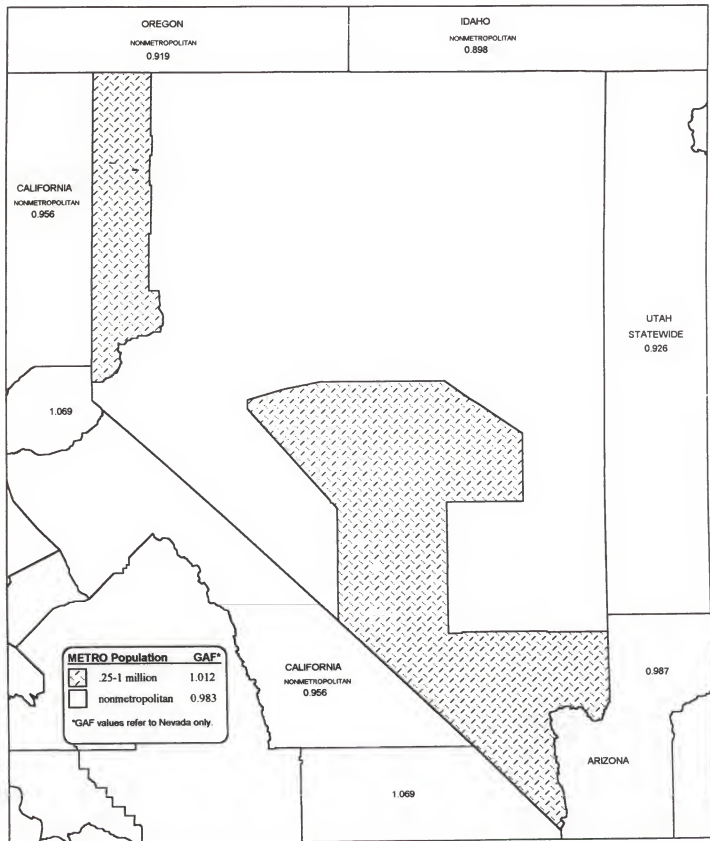 OREGON
NONMETROPOLITAN
0.919
IDAHO
NONMETROPOLITAN
0.898
CALIFORNIA
NONMETROPOLITAN
0.956
UTAH
STATEWIDE
0.926
1.069
METRO Population GAF*
.25-1 million 1.012
nonmetropolitan 0.983
*GAF values refer to Nevada only.
CALIFORNIA
NONMETROPOLITAN
0.956
0.987
ARIZONA
1.069